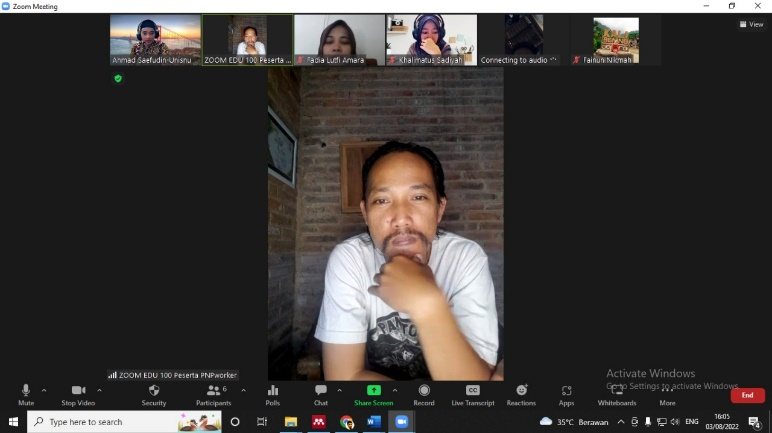 Zoom Meeting
View
Ahmad Saefudin-Unisnu
ZOOM EDU 100 Peserta ...
Fadia Lutfi Amara
Khalimatus Sadiyah
Connecting to audio
Fainun Nikmah
ZOOM EDU 100 Peserta PNPworker
Activate Windows
Go to Settings to activate Windows.
Mute
Stop Video
Security
Participants
6
Polls
Chat
Share Screen
Record
CC
Live Transcript
Reactions
Apps
Whiteboards
More
End
Type here to search
35°C Berawan
ENG
16:05
03/08/2022
4